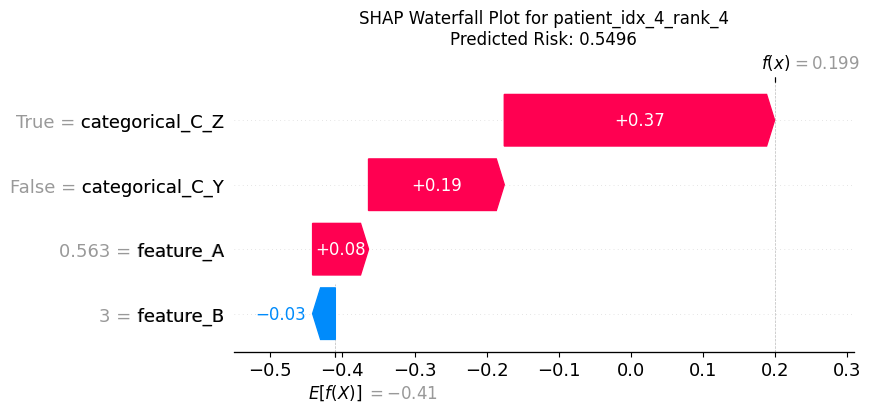 SHAP Waterfall Plot for patient_idx_4_rank_4
Predicted Risk: 0.5496
f(x) = 0.199
True = categorical_C_Z
+0.37
False = categorical_C_Y
+0.19
0.563 = feature_A
+0.08
3 = feature_B
−0.03
−0.5 −0.4 −0.3 −0.2 −0.1 0.0 0.1 0.2 0.3
E[f(X)] = −0.41